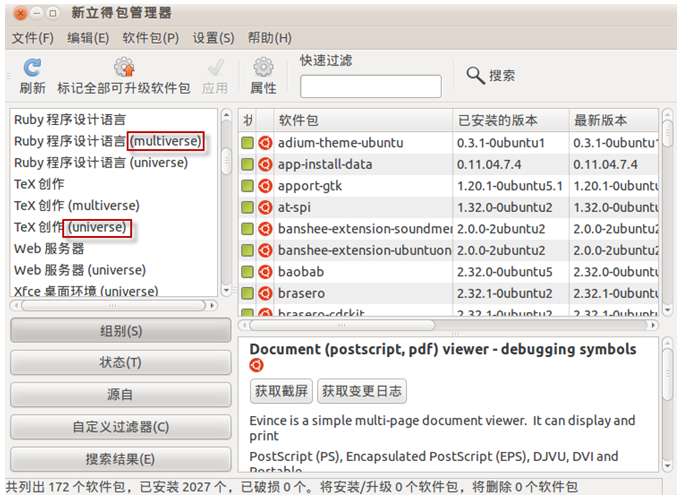 新立得包管理器
文件(F) 编辑(E) 软件包(P) 设置(S) 帮助(H)
快速过滤
刷新 标记全部可升级软件包 应用 属性 搜索
Ruby 程序设计语言
Ruby 程序设计语言 (multiverse)
Ruby 程序设计语言 (universe)
TeX 创作
TeX 创作 (multiverse)
TeX 创作 (universe)
Web 服务器
Web 服务器 (universe)
Xfce 桌面环境 (universe)
组别(S)
状态(T)
源自
自定义过滤器(C)
搜索结果(E)
软件包 已安装的版本 最新版本
adium-theme-ubuntu 0.3.1-0ubuntu1 0.3.1-0ubuntu1
app-install-data 0.11.04.7.4 0.11.04.7.4
apport-gtk 1.20.1-0ubuntu5.1 1.20.1-0ubu
at-spi 1.32.0-0ubuntu2 1.32.0-0ubu
banshee-extension-soundmen 2.0.0-2ubuntu2 2.0.0-2ubuntu
banshee-extension-ubuntuon 2.0.0-2ubuntu2 2.0.0-2ubuntu
baobab 2.32.0-0ubuntu5 2.32.0-0ubu
brasero 2.32.1-0ubuntu2 2.32.1-0ubu
brasero-cdrkit 2.32.1-0ubuntu2 2.32.1-0ubu
Document (postscript, pdf) viewer - debugging symbols
获取截屏 获取变更日志
Evince is a simple multi-page document viewer. It can display and
print
PostScript (PS), Encapsulated PostScript (EPS), DJVU, DVI and
Portable
共列出 172 个软件包，已安装 2027 个，已破损 0 个。将安装/升级 0 个软件包，将删除 0 个软件包